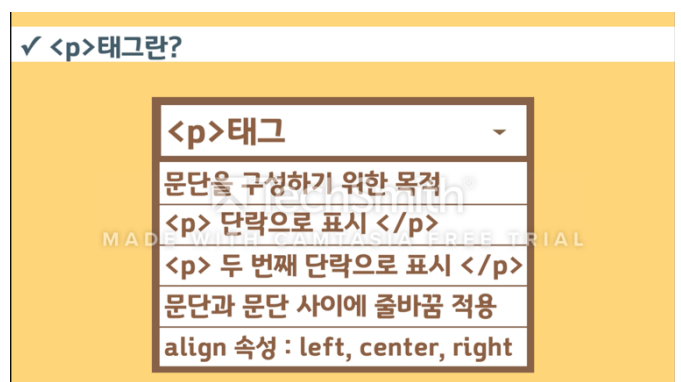 ✓ <p>태그란?
<p>태그
문단을 구성하기 위한 목적
TechSmith®
<p> 단락으로 표시 </p>
MADE WITH CAMTASIA FREE TRIAL
<p> 두 번째 단락으로 표시 </p>
문단과 문단 사이에 줄바꿈 적용
align 속성 : left, center, right